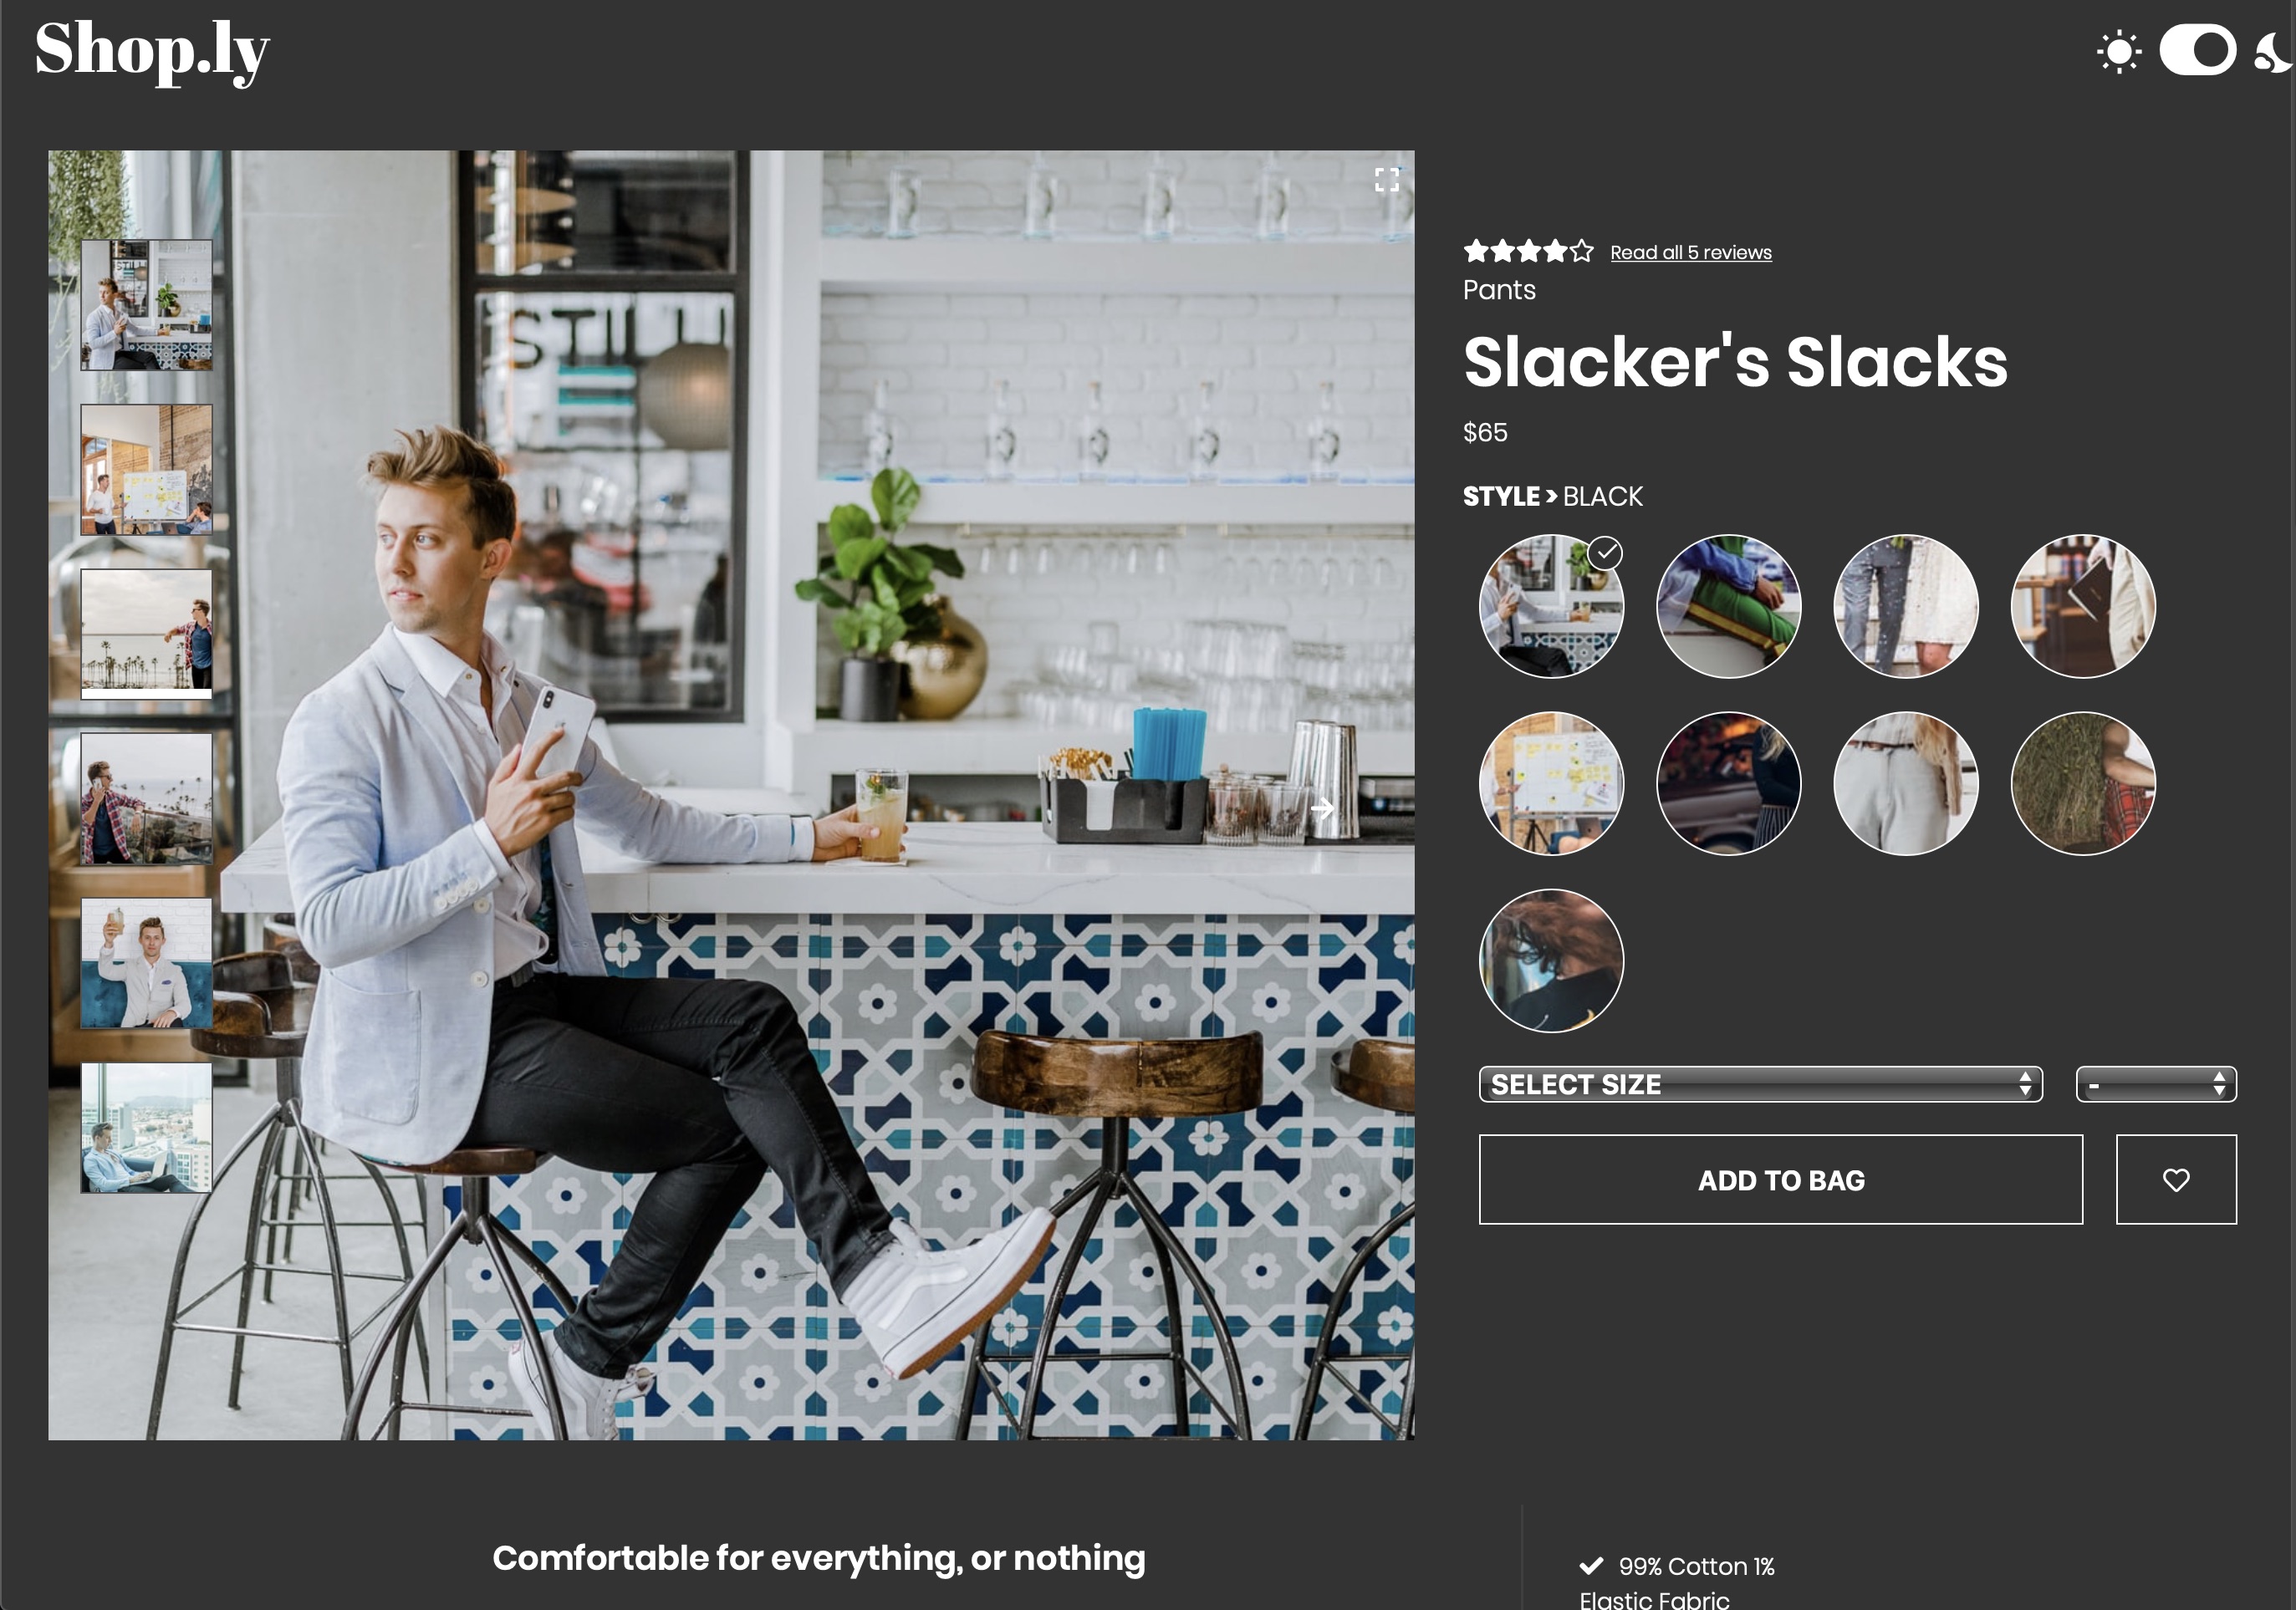 Shop.ly
STILL
Read all 5 reviews
Pants
Slacker's Slacks
$65
STYLE > BLACK
SELECT SIZE
-
ADD TO BAG
Comfortable for everything, or nothing
99% Cotton 1%
Elastic Fabric